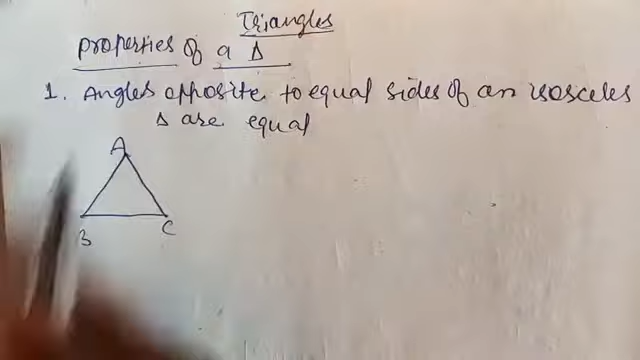 Triangles
Properties of a Δ
1. Angles opposite to equal sides of an isosceles
Δ are equal
A
B C